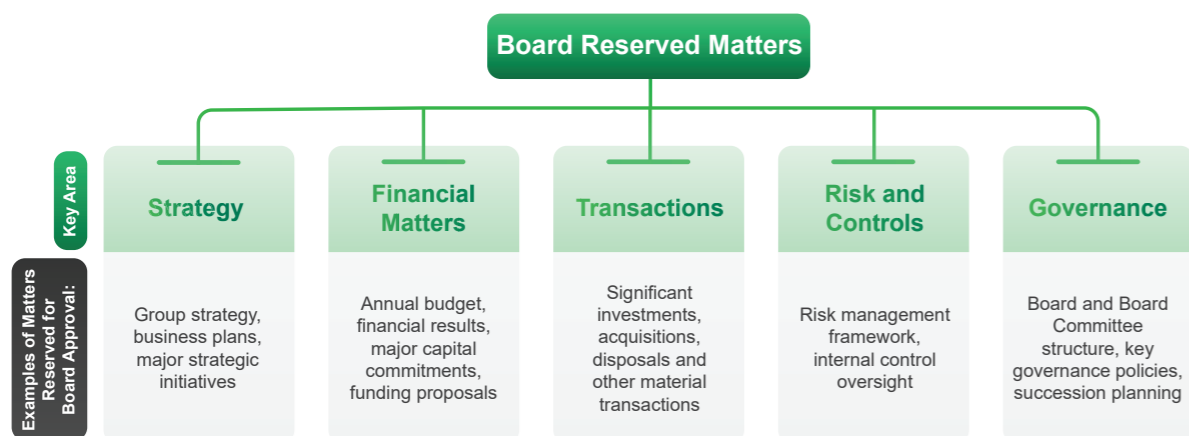 Board Reserved Matters
Key Area
Strategy
Financial
Matters
Transactions
Risk and
Controls
Governance
Examples of Matters
Reserved for
Board Approval:
Group strategy,
business plans,
major strategic
initiatives
Annual budget,
financial results,
major capital
commitments,
funding proposals
Significant
investments,
acquisitions,
disposals and
other material
transactions
Risk management
framework,
internal control
oversight
Board and Board
Committee
structure, key
governance policies,
succession planning